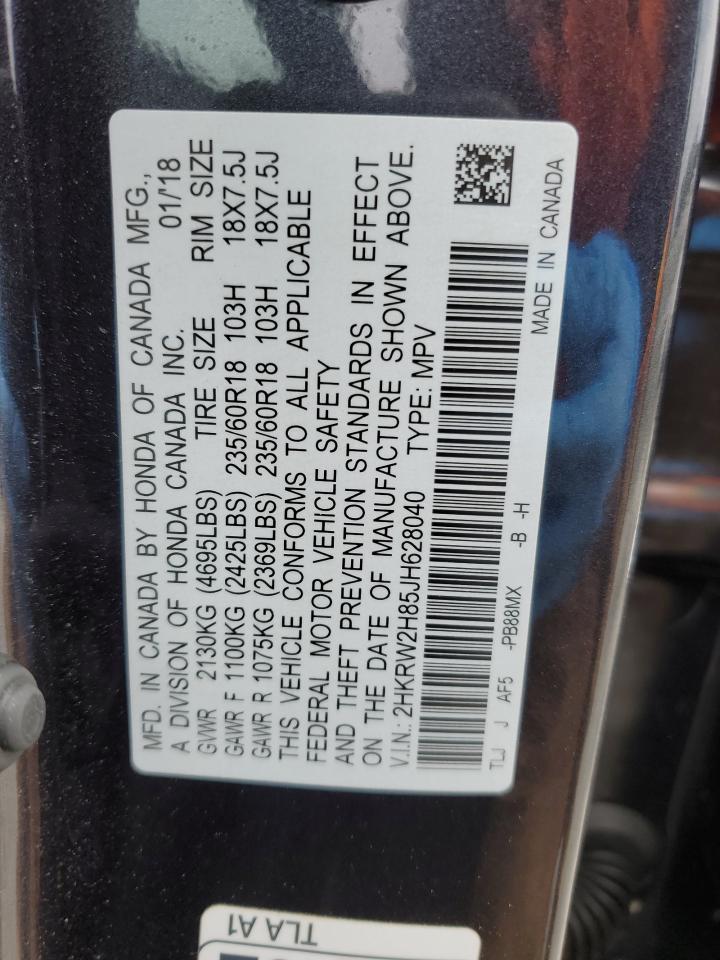 MFD. IN CANADA BY HONDA OF CANADA MFG.,
A DIVISION OF HONDA CANADA INC. 01/'18
GVWR 2130KG (4695LBS) TIRE SIZE RIM SIZE
GAWR F 1100KG (2425LBS) 235/60R18 103H 18X7.5J
GAWR R 1075KG (2369LBS) 235/60R18 103H 18X7.5J
THIS VEHICLE CONFORMS TO ALL APPLICABLE
FEDERAL MOTOR VEHICLE SAFETY
AND THEFT PREVENTION STANDARDS IN EFFECT
ON THE DATE OF MANUFACTURE SHOWN ABOVE.
V.I.N.: 2HKRW2H85JH628040 TYPE: MPV
TLJ J AF5 -PB88MX -B -H
MADE IN CANADA
TLA A1